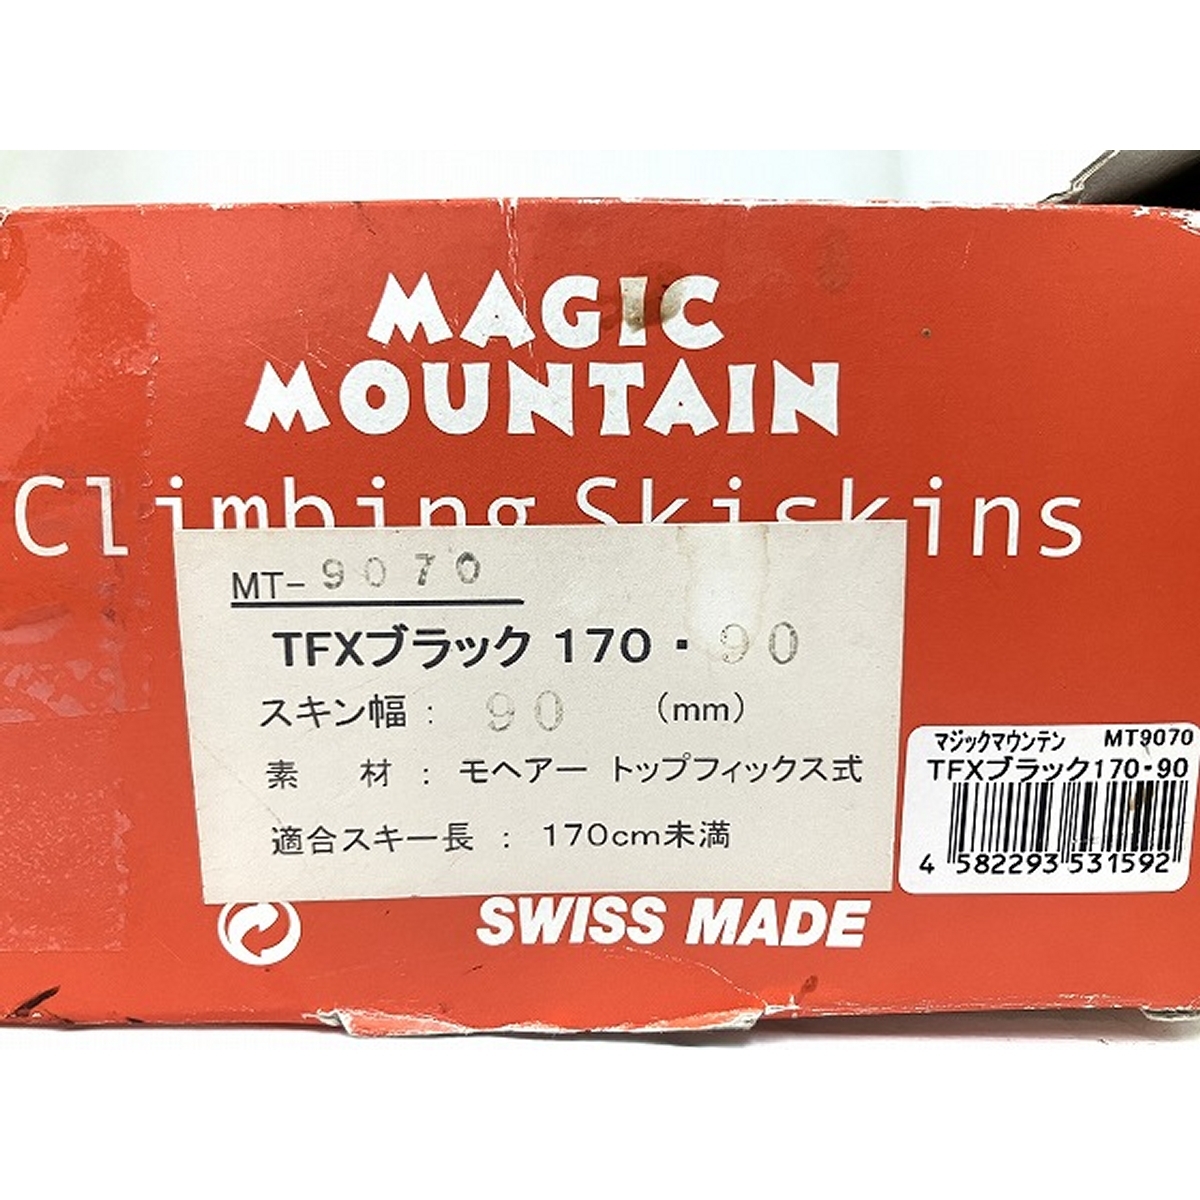 MAGIC
MOUNTAIN
Climbing Skiskins
MT-9070
TFXブラック 170・90
スキン幅 : 90 (mm)
素 材 : モヘアー トップフィックス式
適合スキー長 : 170cm未満
マジックマウンテン MT9070
TFXブラック170・90
4 582293 531592
SWISS MADE